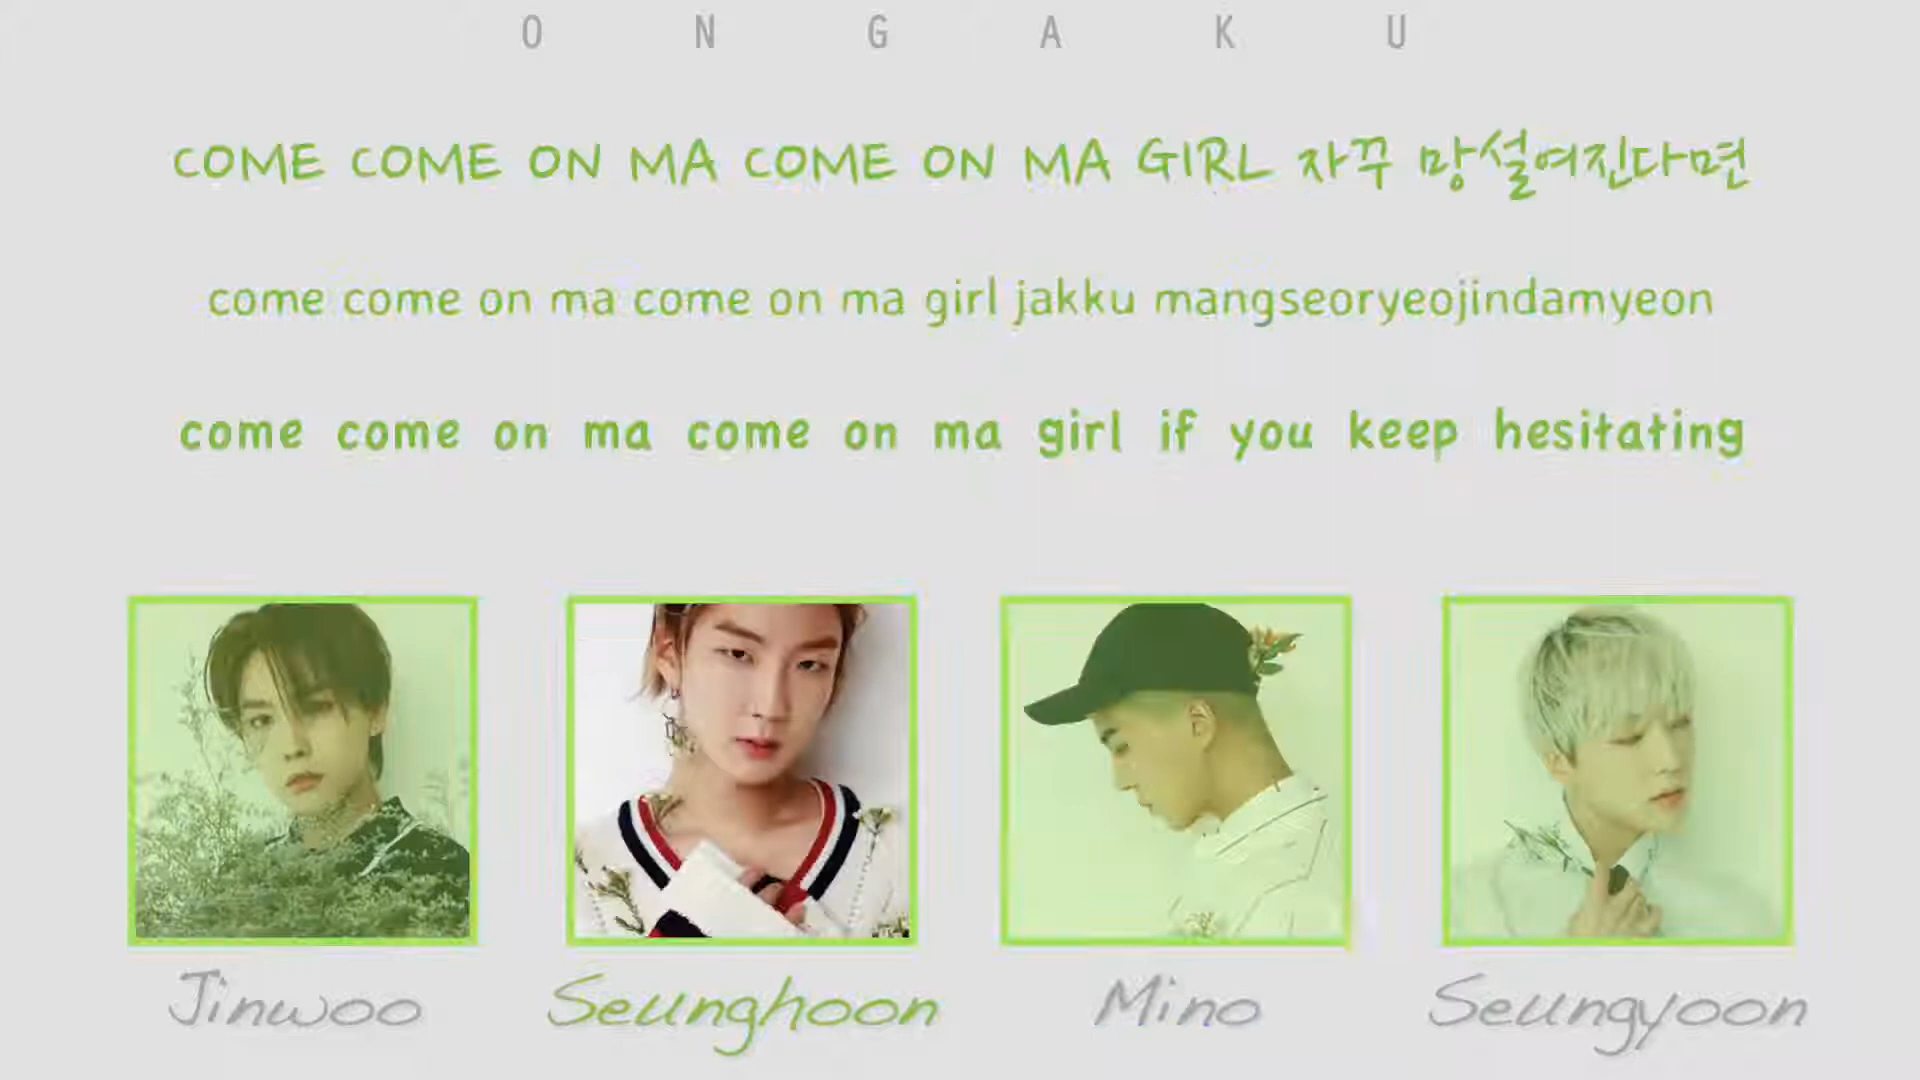 O N G A K U
COME COME ON MA COME ON MA GIRL 자꾸 망설여진다면
come come on ma come on ma girl jakku mangseoryeojindamyeon
come come on ma come on ma girl if you keep hesitating
Jinwoo Seunghoon Mino Seungyoon